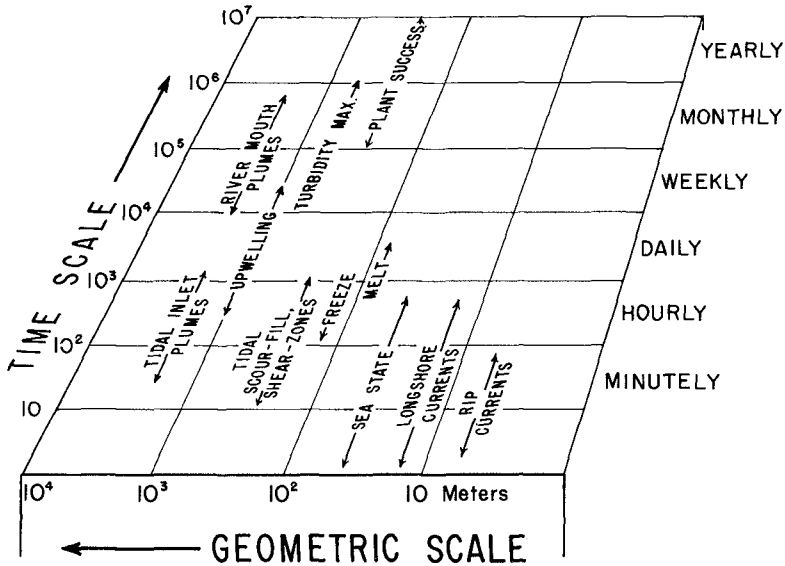 10⁷
YEARLY
10⁶
MONTHLY
10⁵
WEEKLY
10⁴
DAILY
10³
HOURLY
10²
MINUTELY
10
TIME SCALE
RIVER MOUTH
PLUMES
TURBIDITY MAX.
PLANT SUCCESS.
UPWELLING
TIDAL INLET
PLUMES
TIDAL
SCOUR-FILL,
SHEAR-ZONES
FREEZE
MELT
SEA STATE
LONGSHORE
CURRENTS
RIP
CURRENTS
10⁴ 10³ 10² 10 Meters
GEOMETRIC SCALE